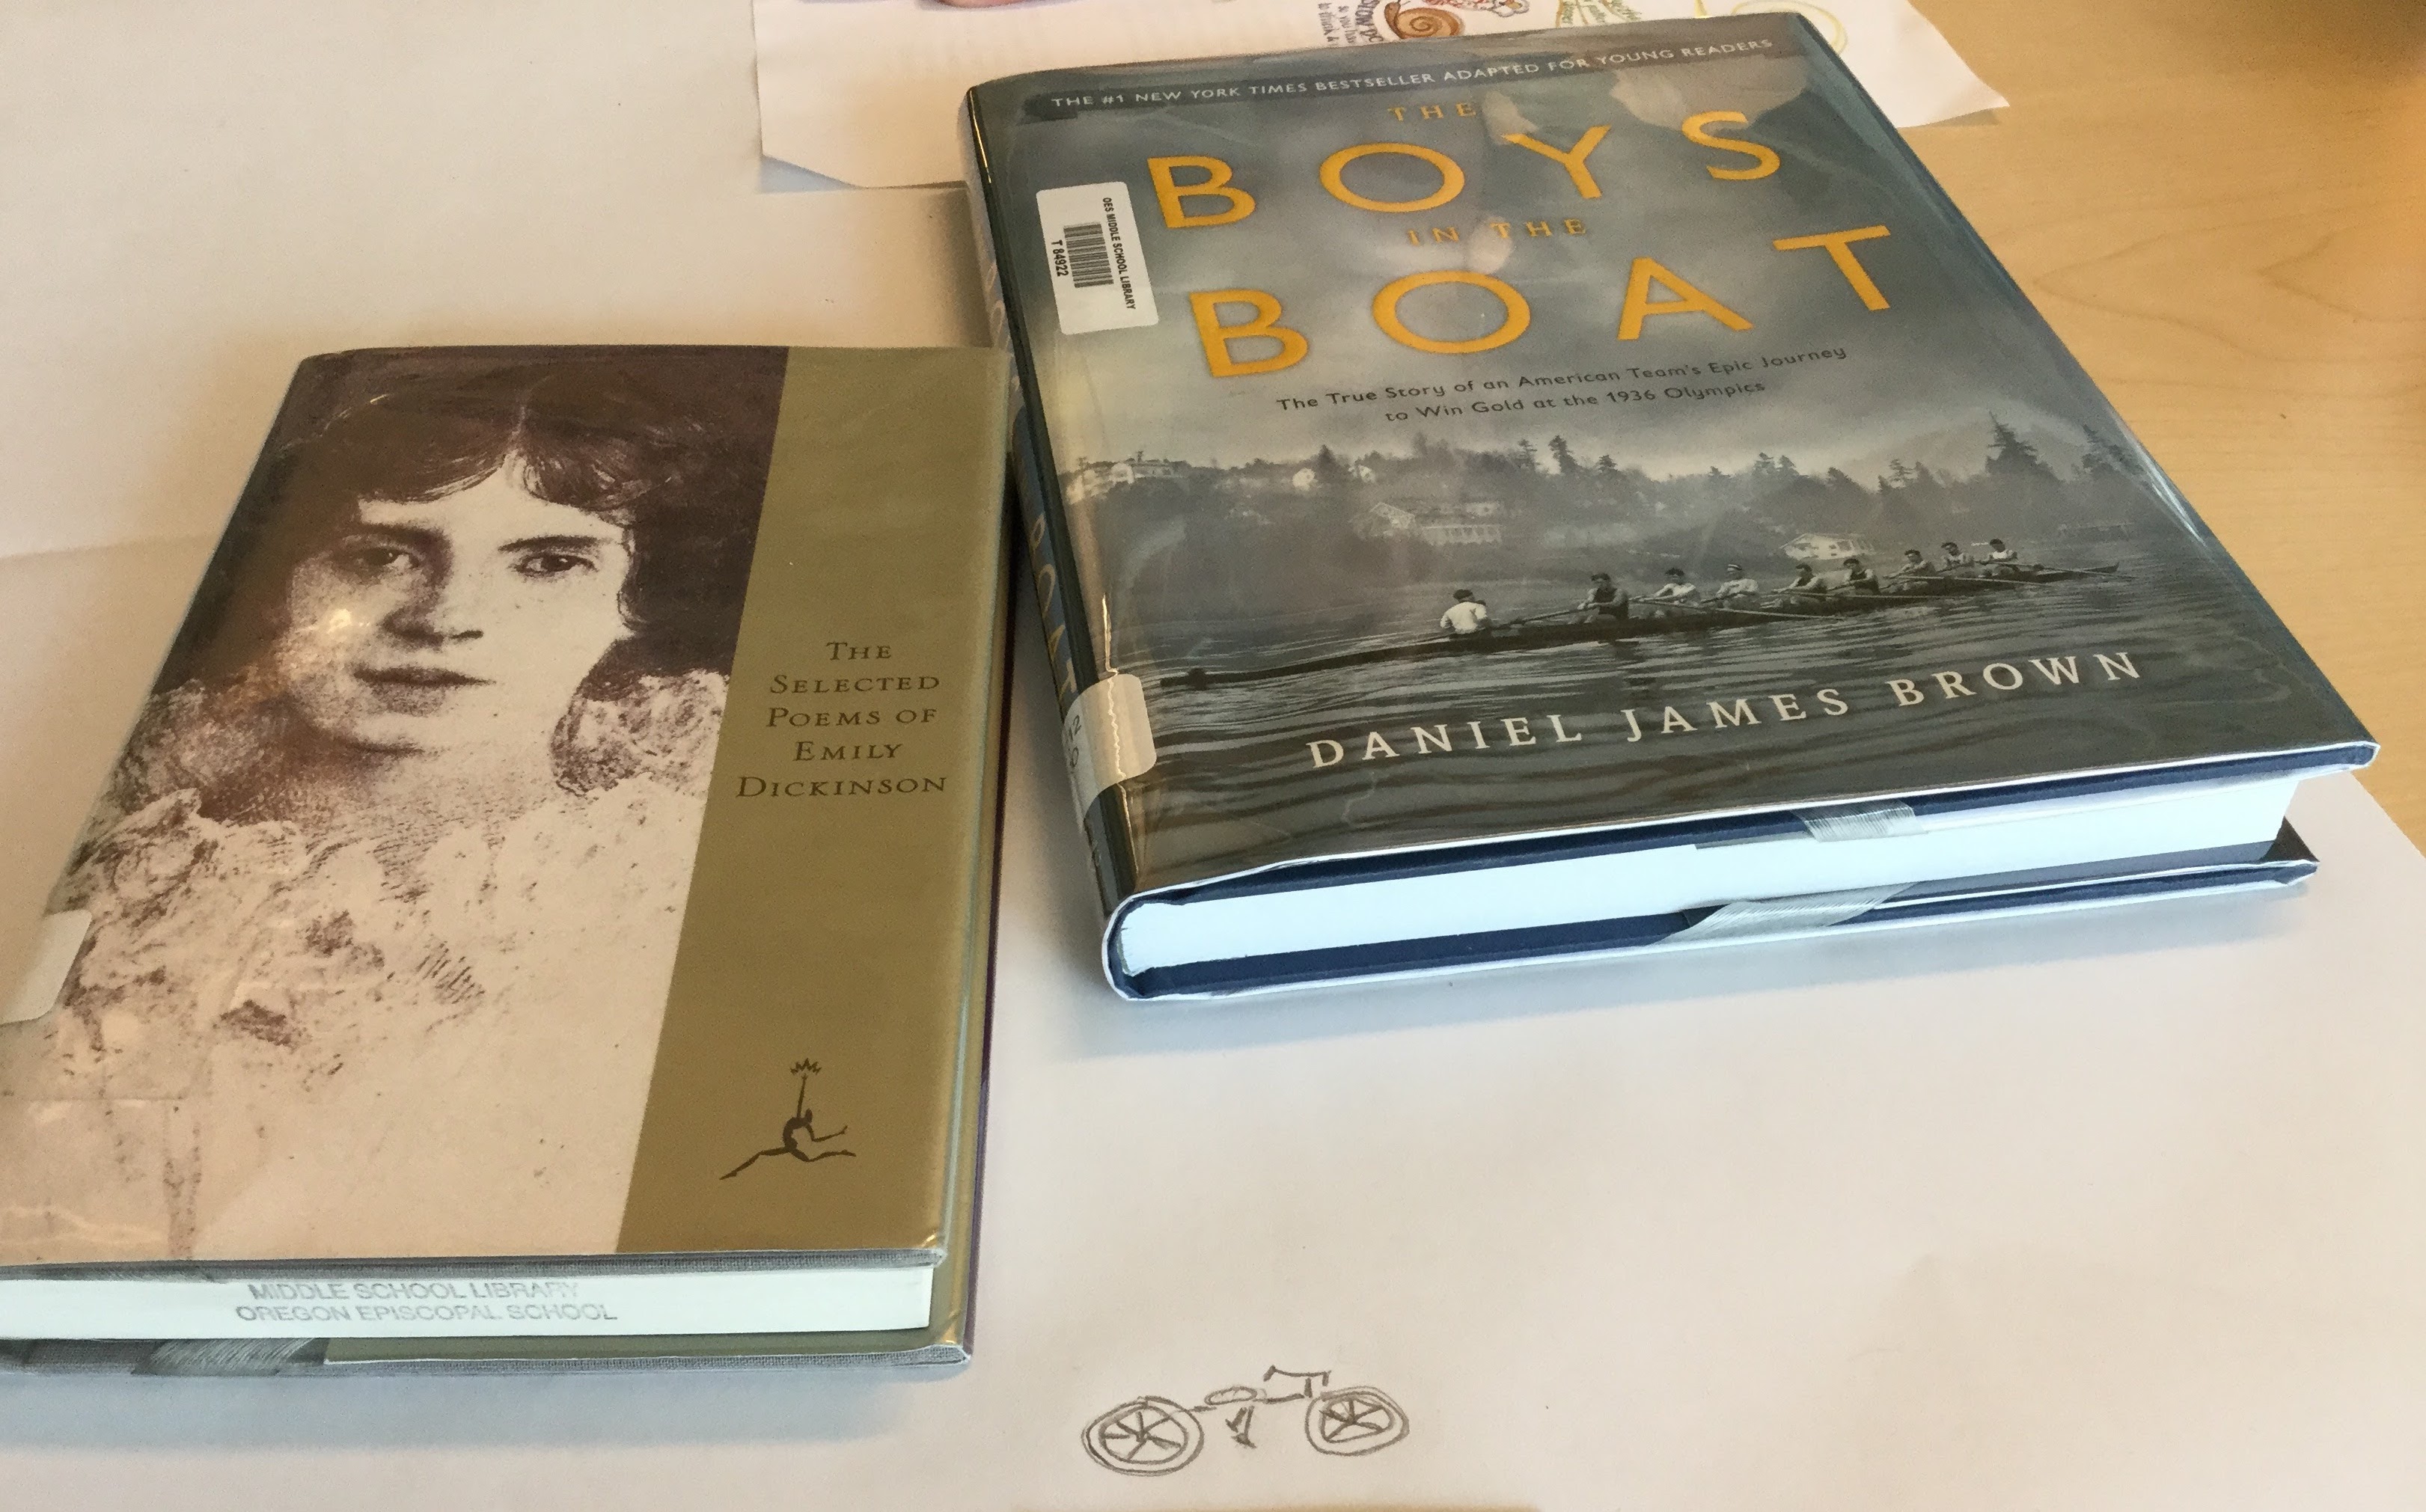 THE #1 NEW YORK TIMES BESTSELLER ADAPTED FOR YOUNG READERS
THE
BOYS
IN THE
BOAT
The True Story of an American Team's Epic Journey
to Win Gold at the 1936 Olympics
DANIEL JAMES BROWN
OES MIDDLE SCHOOL LIBRARY
T 84922
THE
SELECTED
POEMS OF
EMILY
DICKINSON
MIDDLE SCHOOL LIBRARY
OREGON EPISCOPAL SCHOOL
BOAT